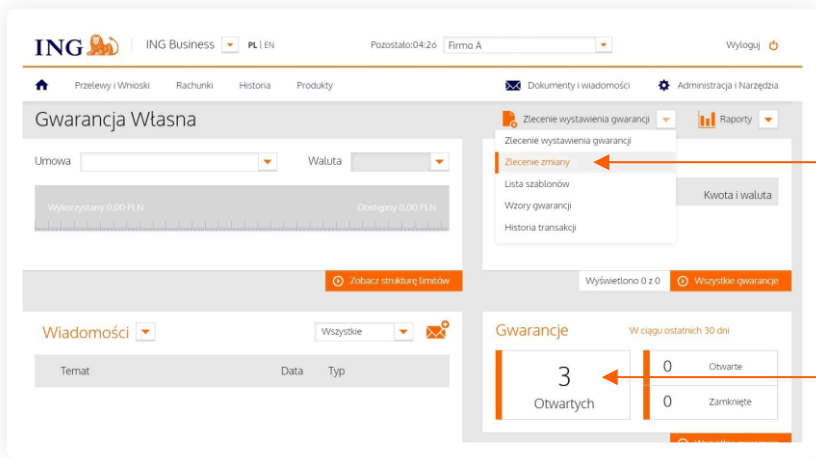 ING ING Business PL | EN Pozostało:04:26 Firma A Wyloguj
Przelewy i Wnioski Rachunki Historia Produkty Dokumenty i wiadomości Administracja i Narzędzia
Gwarancja Własna Zlecenie wystawienia gwarancji Raporty
Zlecenie wystawienia gwarancji
Umowa Waluta Zlecenie zmiany
Lista szablonów
Kwota i waluta
Wykorzystany 0,00 PLN Dostępny 0,00 PLN Wzory gwarancji
Historia transakcji
Zobacz strukturę limitów Wyświetlono 0 z 0 Wszystkie gwarancje
Wiadomości Wszystkie Gwarancje W ciągu ostatnich 30 dni
Temat Data Typ
3 0 Otwarte
Otwartych 0 Zamknięte